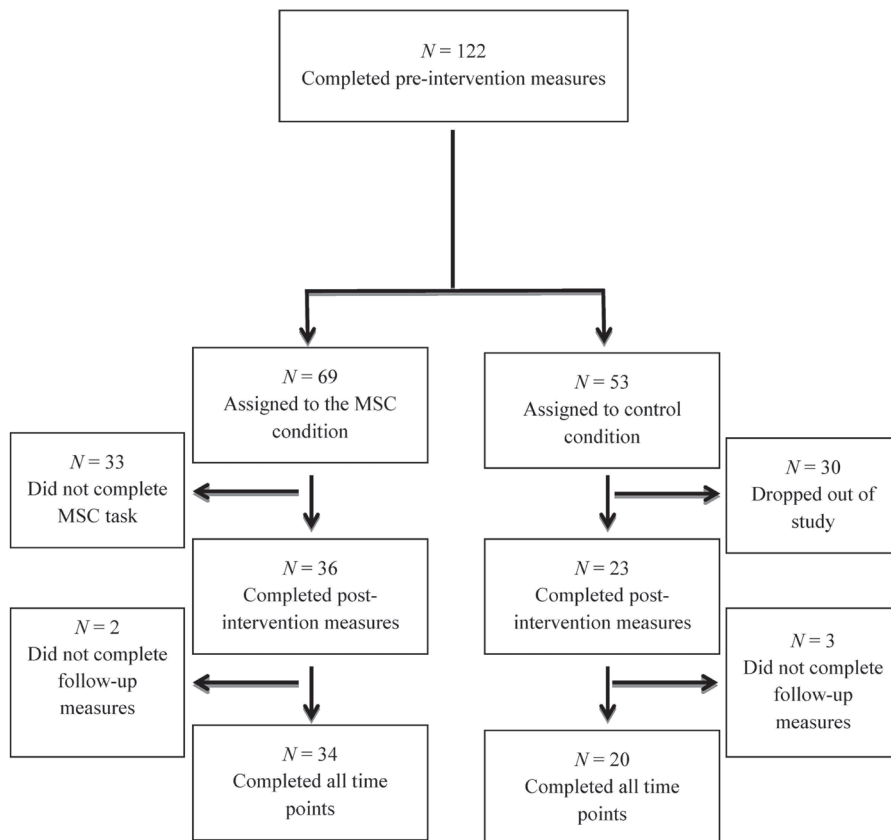 N = 122
Completed pre-intervention measures
N = 69
Assigned to the MSC
condition
N = 53
Assigned to control
condition
N = 33
Did not complete
MSC task
N = 30
Dropped out of
study
N = 36
Completed post-
intervention measures
N = 23
Completed post-
intervention measures
N = 2
Did not complete
follow-up
measures
N = 3
Did not complete
follow-up
measures
N = 34
Completed all time
points
N = 20
Completed all time
points